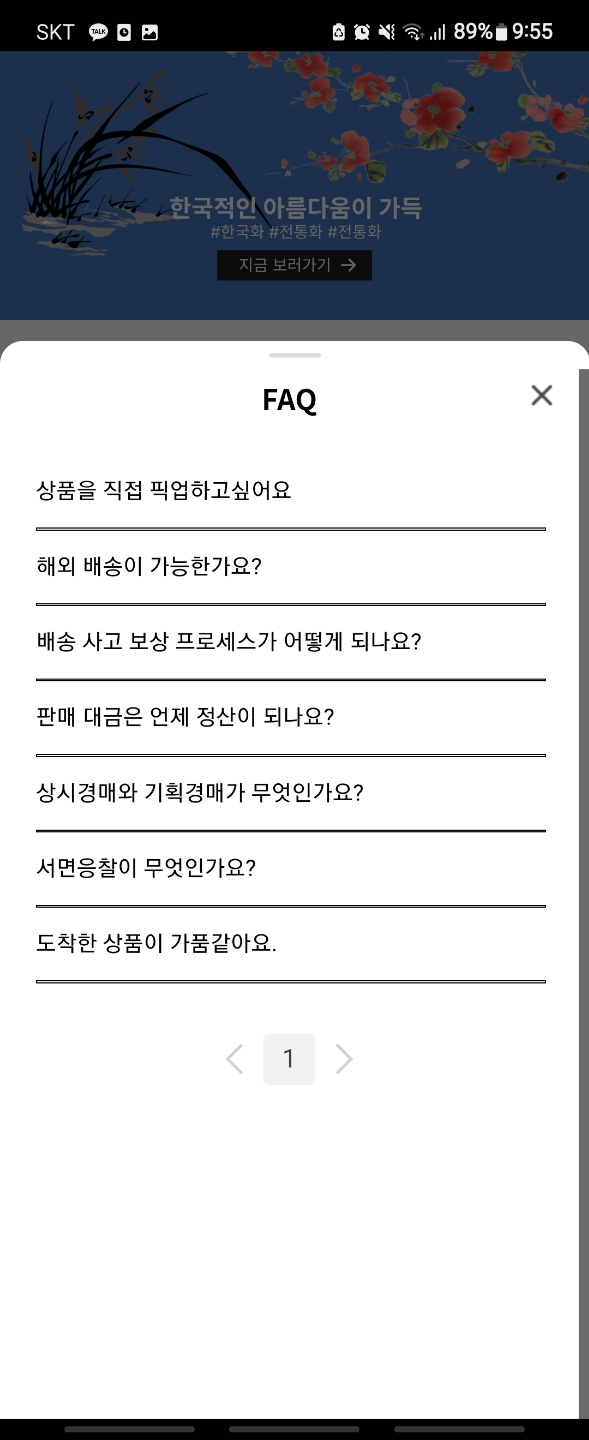 SKT TALK 89% 9:55
한국적인 아름다움이 가득
#한국화 #전통화 #전통화
지금 보러가기 →
FAQ
상품을 직접 픽업하고싶어요
해외 배송이 가능한가요?
배송 사고 보상 프로세스가 어떻게 되나요?
판매 대금은 언제 정산이 되나요?
상시경매와 기획경매가 무엇인가요?
서면응찰이 무엇인가요?
도착한 상품이 가품같아요.
1